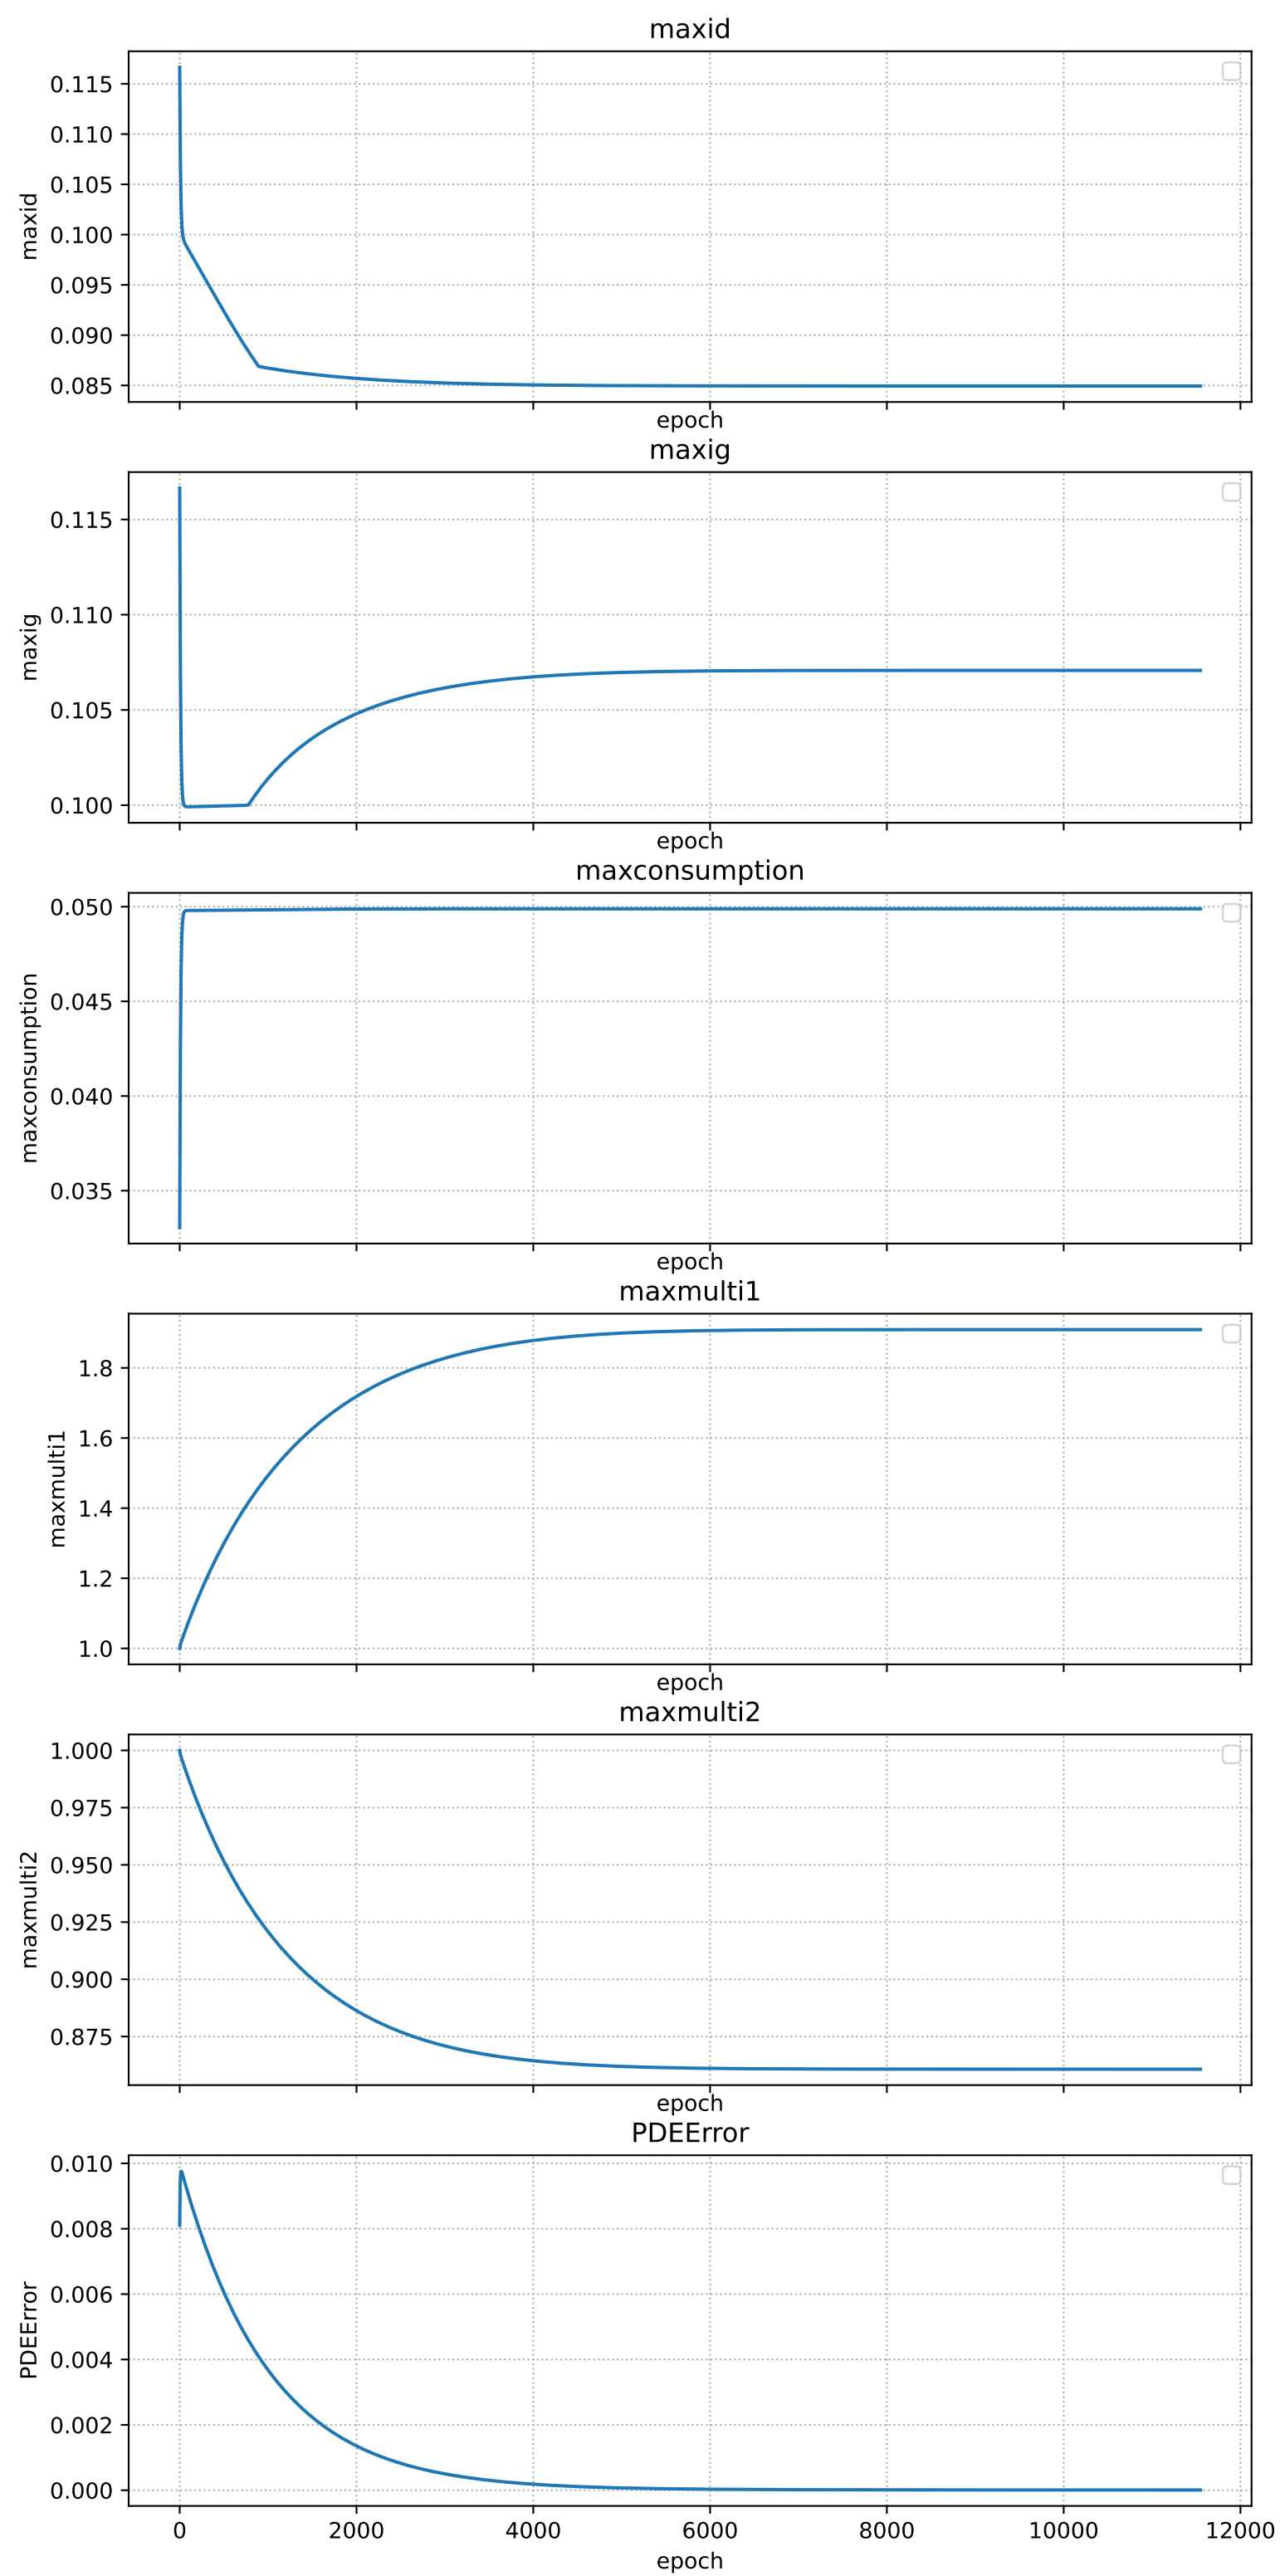 maxid
0.115
0.110
0.105
0.100
0.095
0.090
0.085
maxid
epoch
maxig
0.115
0.110
0.105
0.100
maxig
epoch
maxconsumption
0.050
0.045
0.040
0.035
maxconsumption
epoch
maxmulti1
1.8
1.6
1.4
1.2
1.0
maxmulti1
epoch
maxmulti2
1.000
0.975
0.950
0.925
0.900
0.875
maxmulti2
epoch
PDEError
0.010
0.008
0.006
0.004
0.002
0.000
PDEError
0 2000 4000 6000 8000 10000 12000
epoch